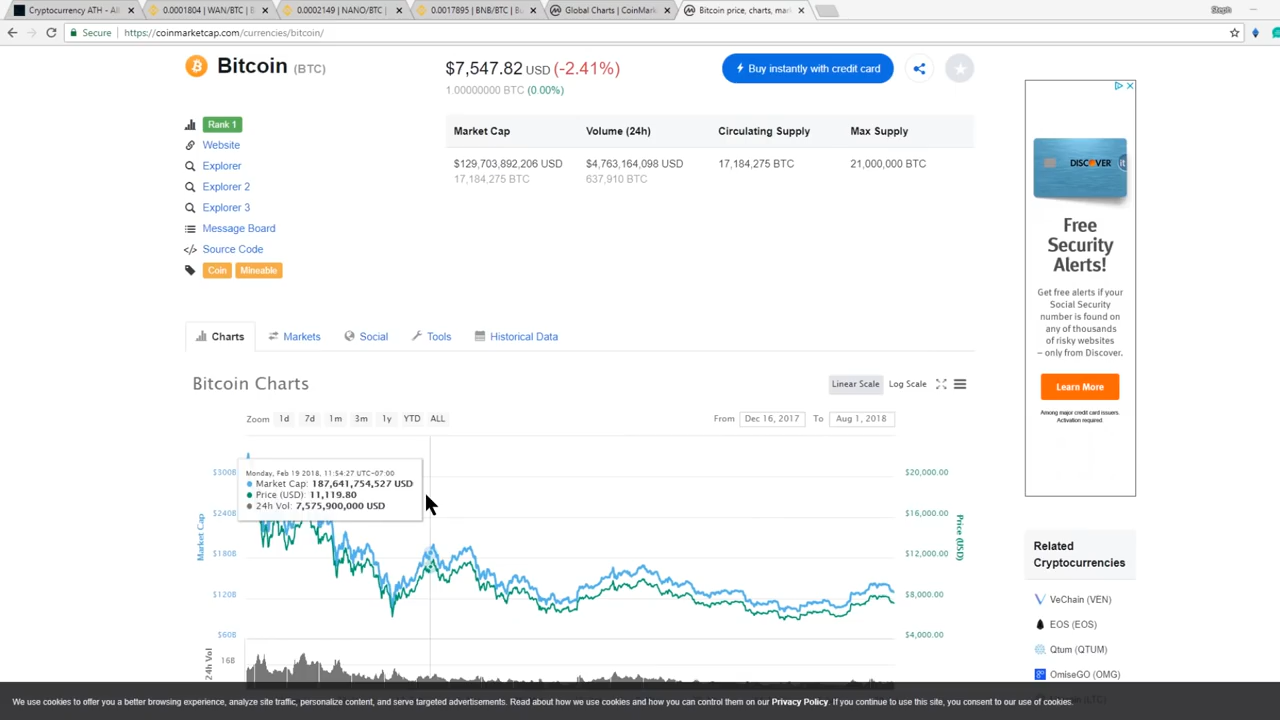 Cryptocurrency ATH - All
0.0001804 | WAN/BTC | B
0.0002149 | NANO/BTC |
0.0017895 | BNB/BTC | Bu
Global Charts | CoinMark
Bitcoin price, charts, mar
Steph
Secure
https://coinmarketcap.com/currencies/bitcoin/
Bitcoin (BTC)
$7,547.82 USD (-2.41%)
1.00000000 BTC (0.00%)
Buy instantly with credit card
Rank 1
Website
Explorer
Explorer 2
Explorer 3
Message Board
Source Code
Coin Mineable
Market Cap Volume (24h) Circulating Supply Max Supply
$129,703,892,206 USD $4,763,164,098 USD 17,184,275 BTC 21,000,000 BTC
17,184,275 BTC 637,910 BTC
Charts Markets Social Tools Historical Data
Bitcoin Charts
Linear Scale Log Scale
Zoom 1d 7d 1m 3m 1y YTD ALL
From Dec 16, 2017 To Aug 1, 2018
Monday, Feb 19 2018, 11:54:27 UTC-07:00
Market Cap: 187,641,754,527 USD
Price (USD): 11,119.80
24h Vol: 7,575,900,000 USD
$300B
$240B
$180B
$120B
$60B
16B
Market Cap
24h Vol
$20,000.00
$16,000.00
$12,000.00
$8,000.00
$4,000.00
Price (USD)
DISCOVER it
Free
Security
Alerts!
Get free alerts if your
Social Security
number is found on
any of thousands
of risky websites
– only from Discover.
Learn More
Among major credit card issuers.
Activation required.
Related
Cryptocurrencies
VeChain (VEN)
EOS (EOS)
Qtum (QTUM)
OmiseGO (OMG)
We use cookies to offer you a better browsing experience, analyze site traffic, personalize content, and serve targeted advertisements. Read about how we use cookies and how you can control them on our Privacy Policy. If you continue to use this site, you consent to our use of cookies.